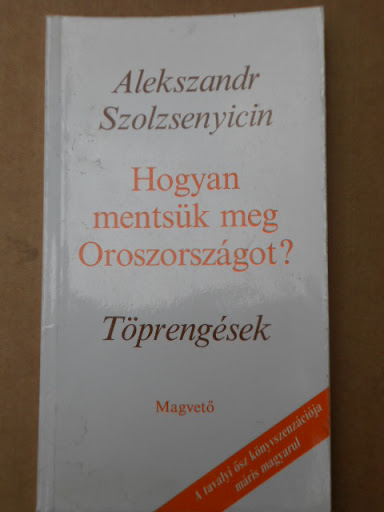 Alekszandr
Szolzsenyicin
Hogyan
mentsük meg
Oroszországot?
Töprengések
Magvető
A tavalyi ősz könyvszenzációja
máris magyarul